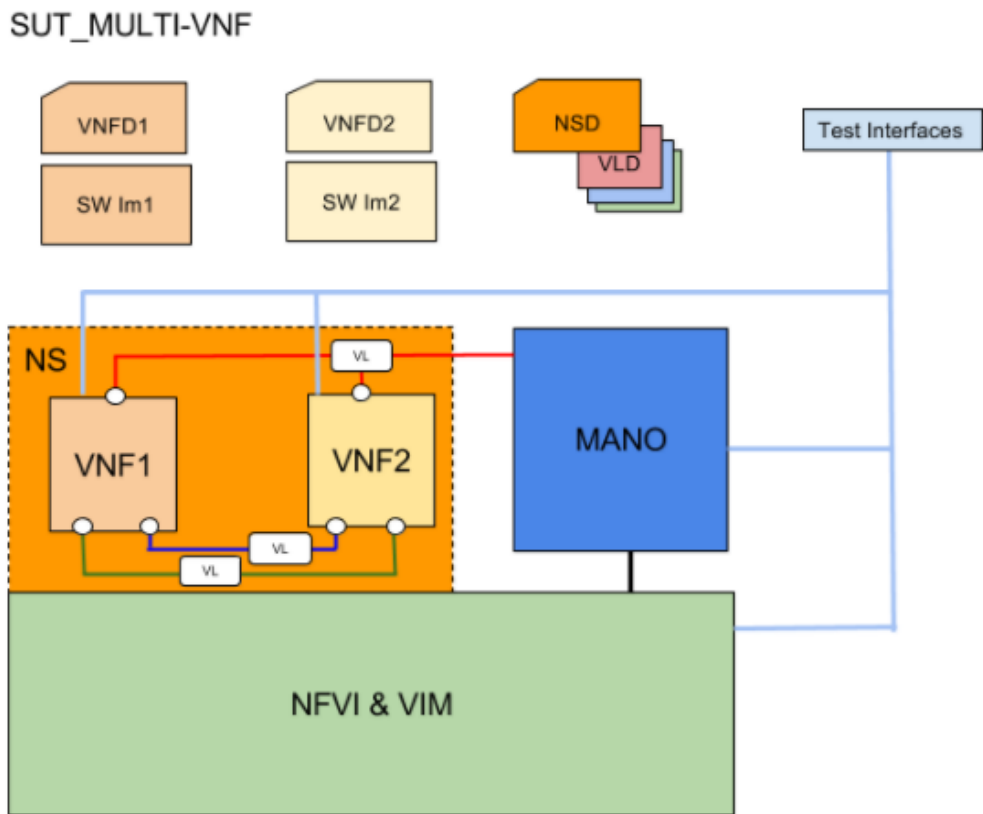 SUT_MULTI-VNF
VNFD1
VNFD2
NSD
Test Interfaces
VLD
SW Im1
SW Im2
NS
VL
VNF1
VNF2
MANO
VL
VL
NFVI & VIM